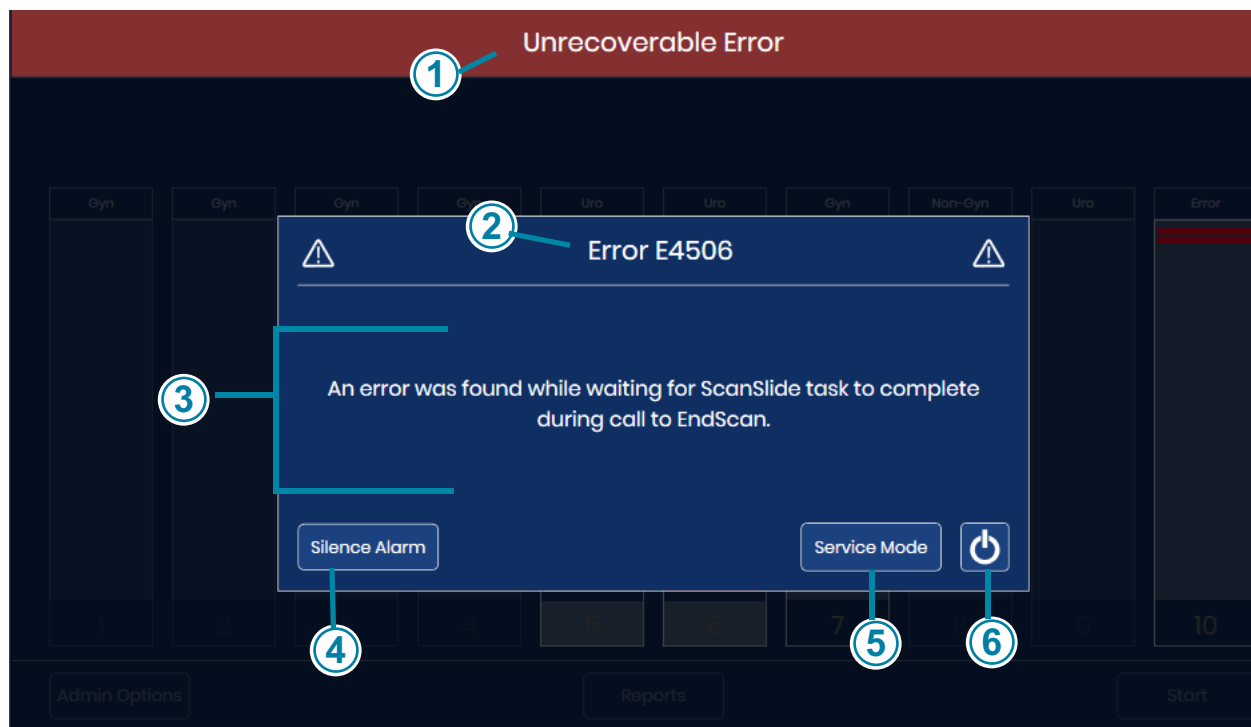 Unrecoverable Error
1
Gyn Gyn Gyn Gyn Uro Uro Gyn Non-Gyn Uro Error
2
Error E4506
3
An error was found while waiting for ScanSlide task to complete
during call to EndScan.
Silence Alarm Service Mode
1 2 4 5 6 7 9 10
4 5 6
Admin Options Reports Start